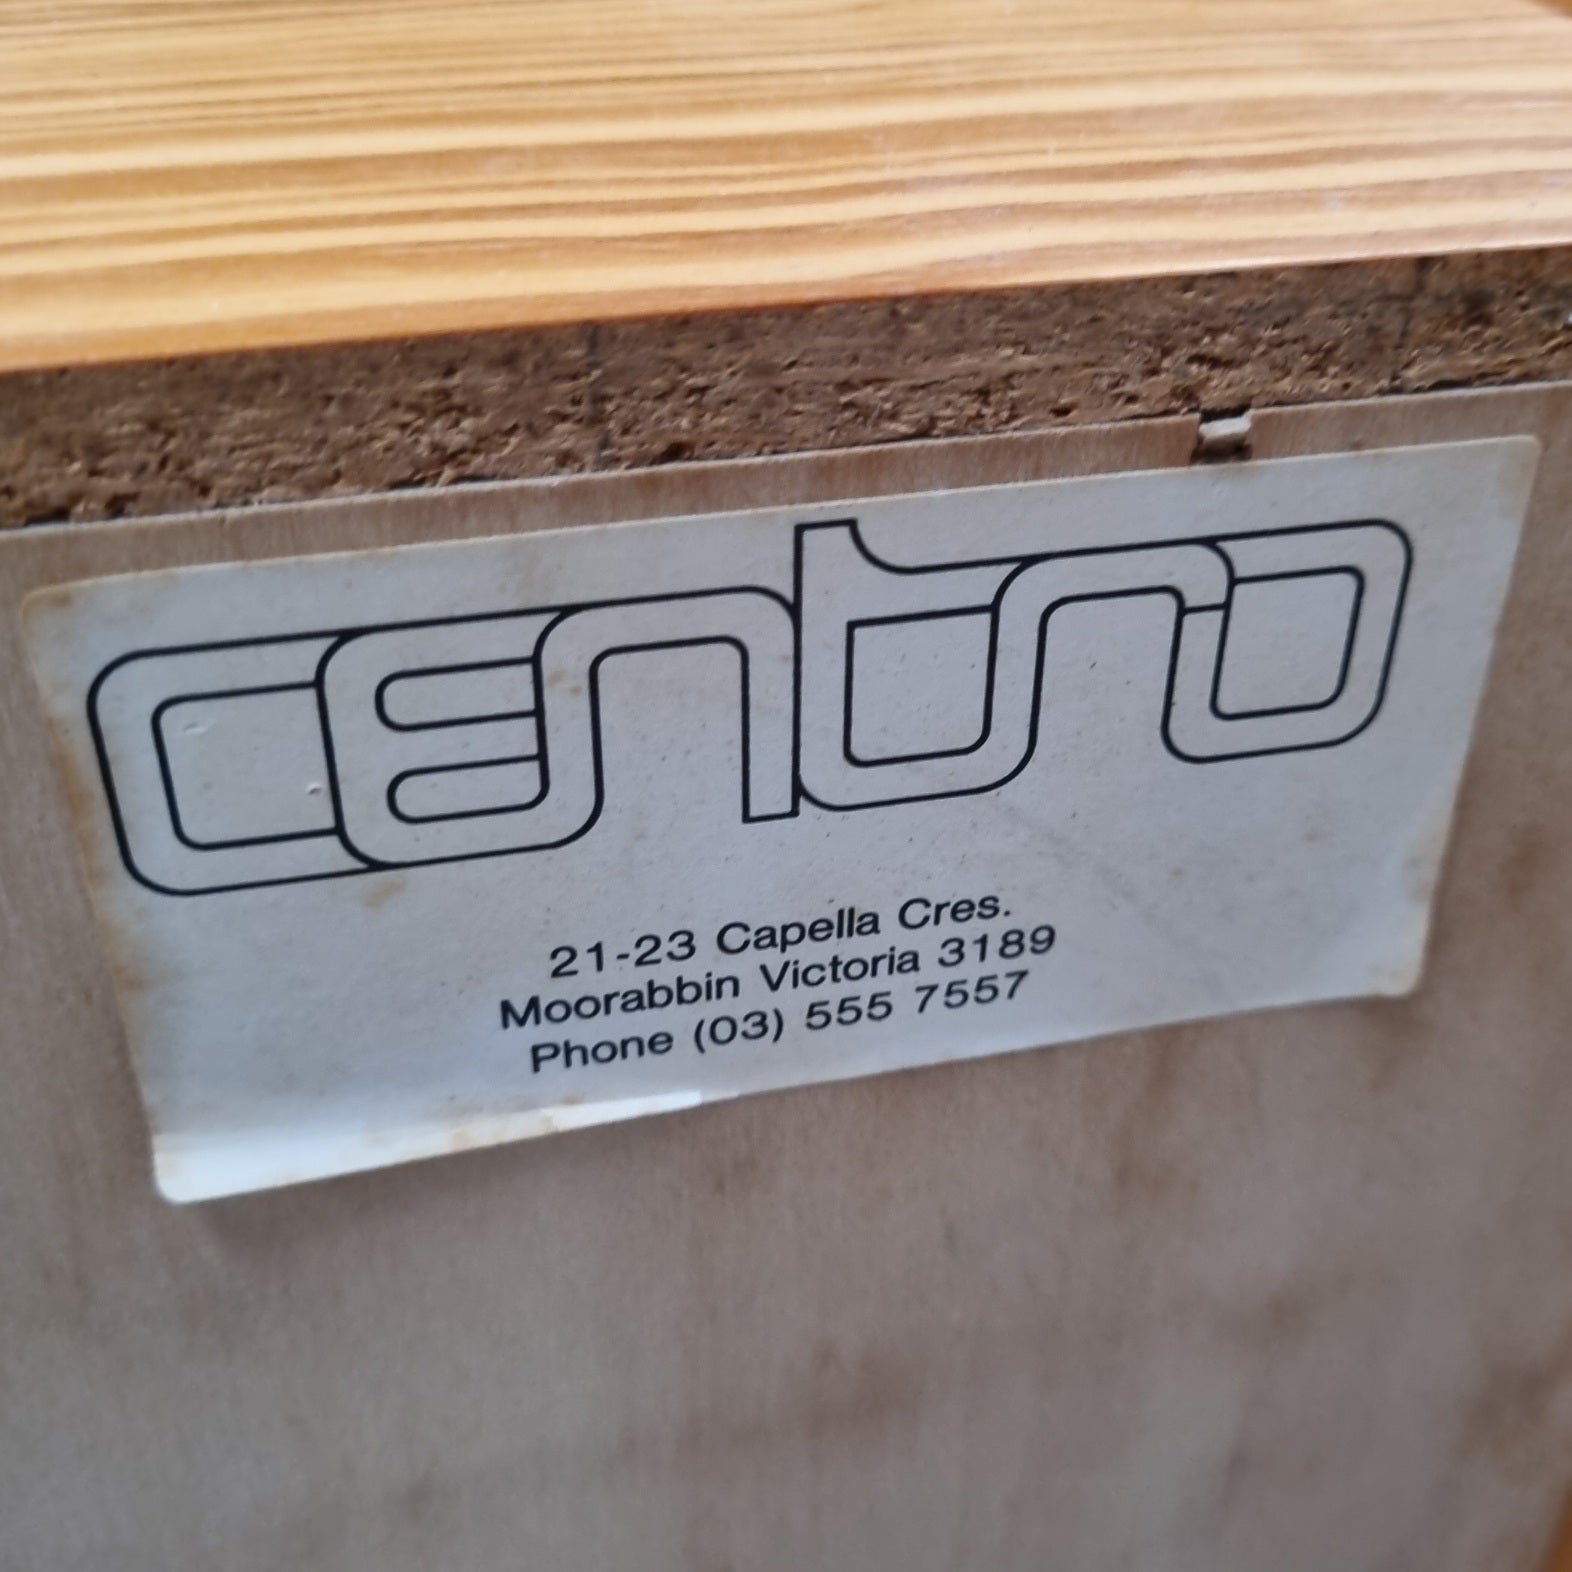 centro
21-23 Capella Cres.
Moorabbin Victoria 3189
Phone (03) 555 7557